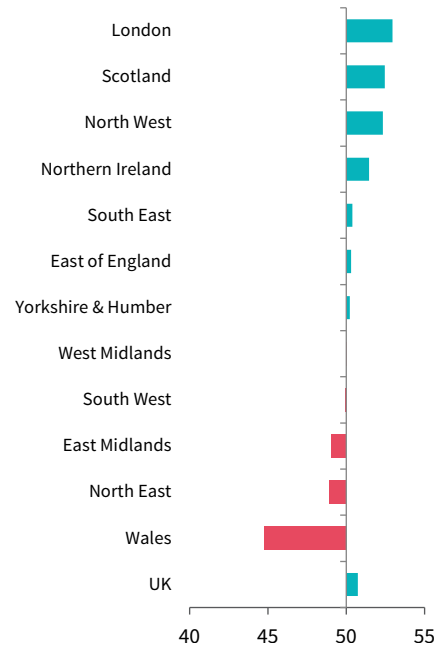 London
Scotland
North West
Northern Ireland
South East
East of England
Yorkshire & Humber
West Midlands
South West
East Midlands
North East
Wales
UK
40 45 50 55